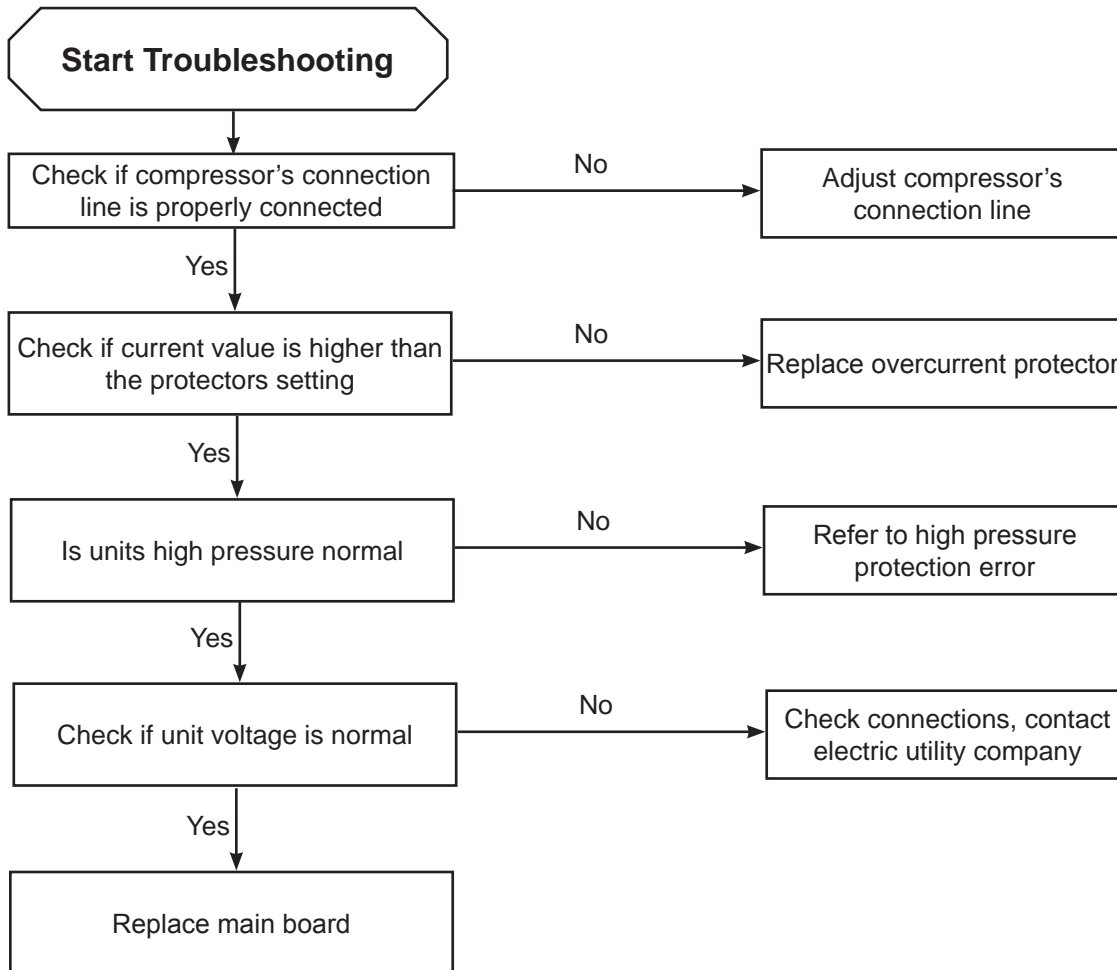 Start Troubleshooting
Check if compressor’s connection
line is properly connected
No
Adjust compressor’s
connection line
Yes
Check if current value is higher than
the protectors setting
No
Replace overcurrent protector
Yes
Is units high pressure normal
No
Refer to high pressure
protection error
Yes
Check if unit voltage is normal
No
Check connections, contact
electric utility company
Yes
Replace main board